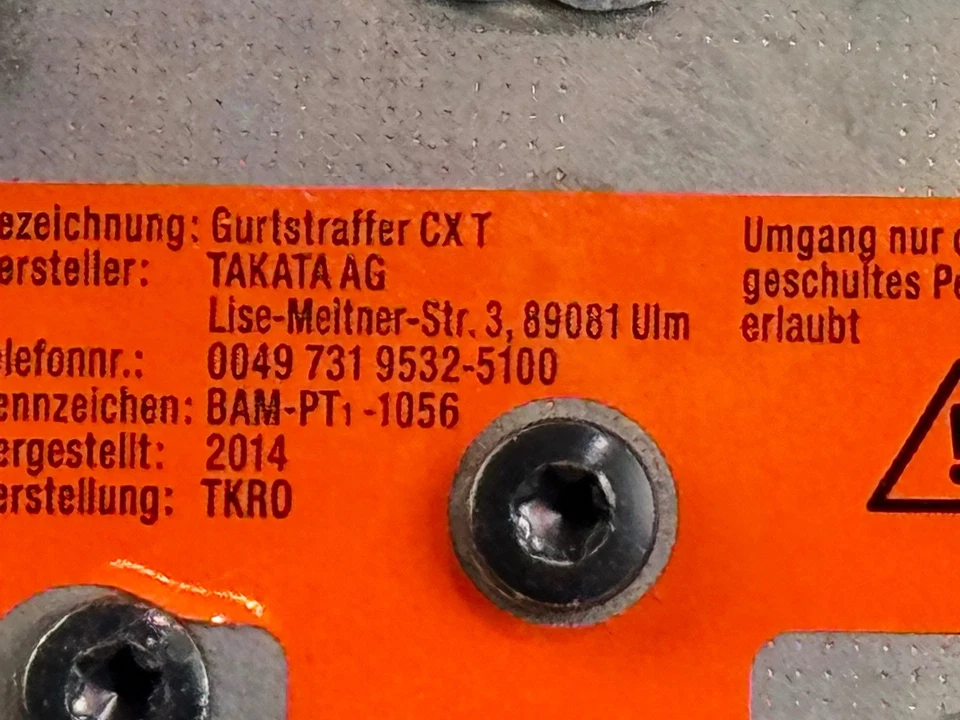 ezeichnung: Gurtstraffer CX T
ersteller: TAKATA AG
Lise-Meitner-Str. 3, 89081 Ulm
elefonnr.: 0049 731 9532-5100
ennzeichen: BAM-PT1 -1056
ergestellt: 2014
erstellung: TKRO
Umgang nur
geschultes Pe
erlaubt